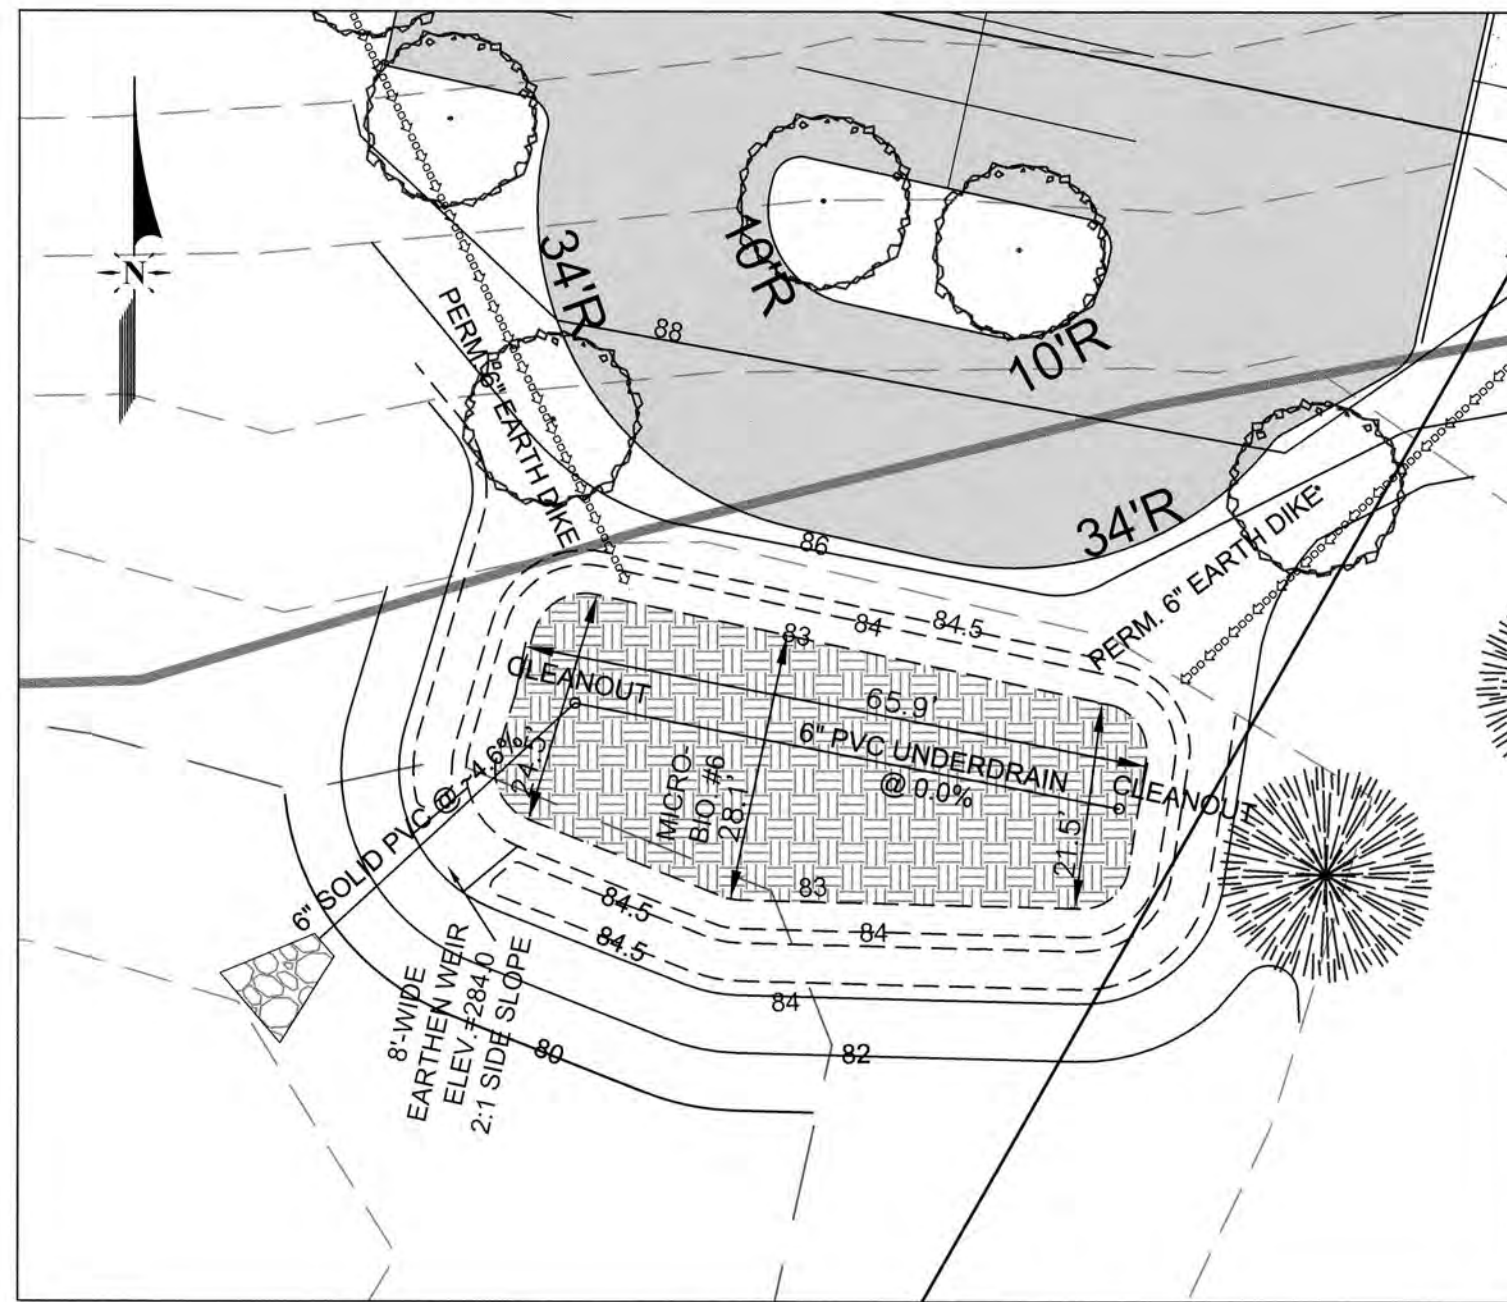 N
34'R
10'R
10'R
88
PERM. 6" EARTH DIKE
34'R
86
PERM. 6" EARTH DIKE
83
84
84.5
CLEANOUT
65.9'
6" PVC UNDERDRAIN
@ 0.0%
CLEANOUT
24.5'
MICRO-
BIO. #6
28.1'
21.5'
6" SOLID PVC @ ~4.6%
83
84.5
84.5
84
84
8'-WIDE
EARTHEN WEIR
ELEV.=284.0
2:1 SIDE SLOPE
80
82